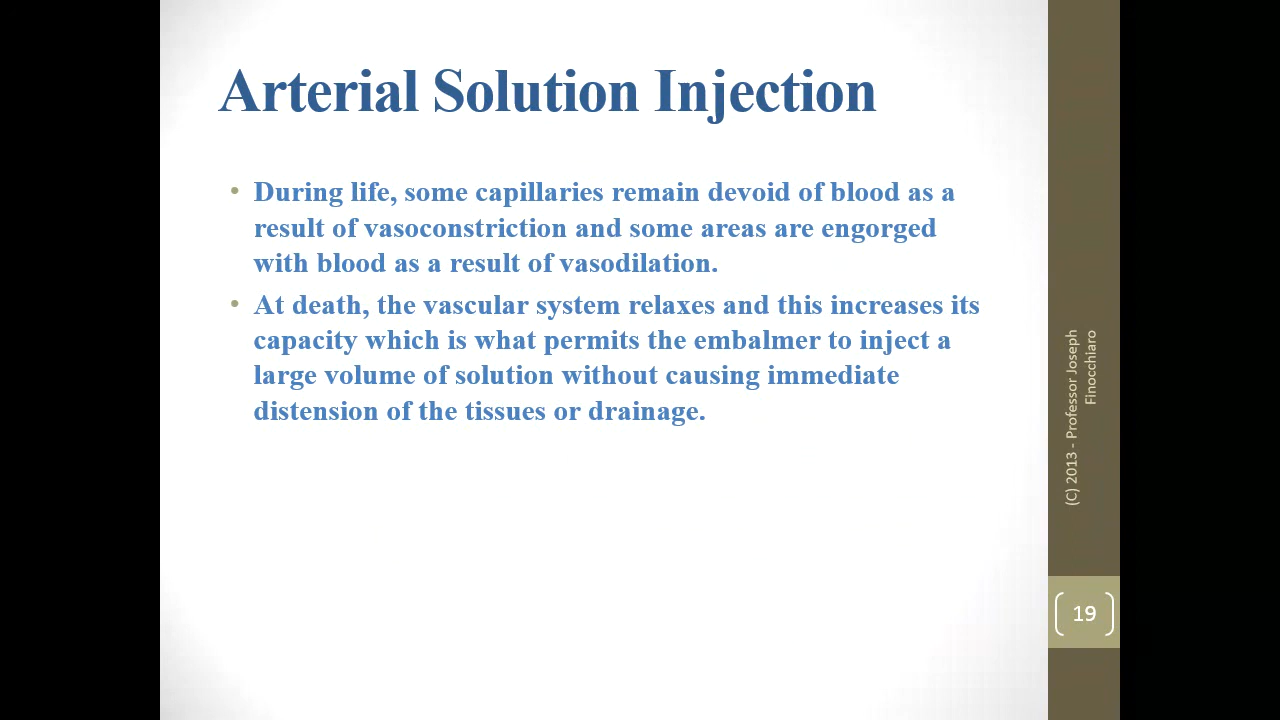 Arterial Solution Injection
• During life, some capillaries remain devoid of blood as a
result of vasoconstriction and some areas are engorged
with blood as a result of vasodilation.
• At death, the vascular system relaxes and this increases its
capacity which is what permits the embalmer to inject a
large volume of solution without causing immediate
distension of the tissues or drainage.
(C) 2013 - Professor Joseph
Finocchiaro
19